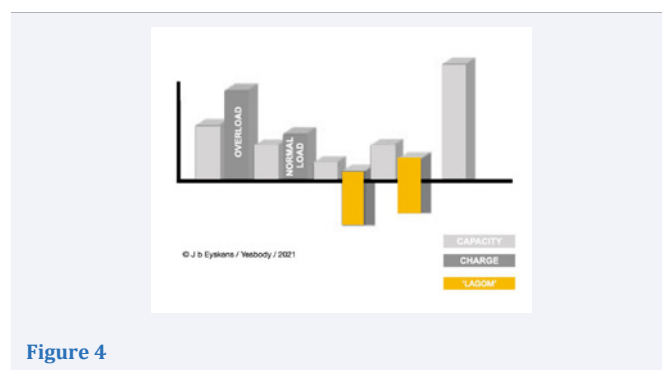 OVERLOAD
NORMAL
LOAD
© J b Eyskens / Yesbody / 2021
CAPACITY
CHARGE
'LAGOM'
Figure 4